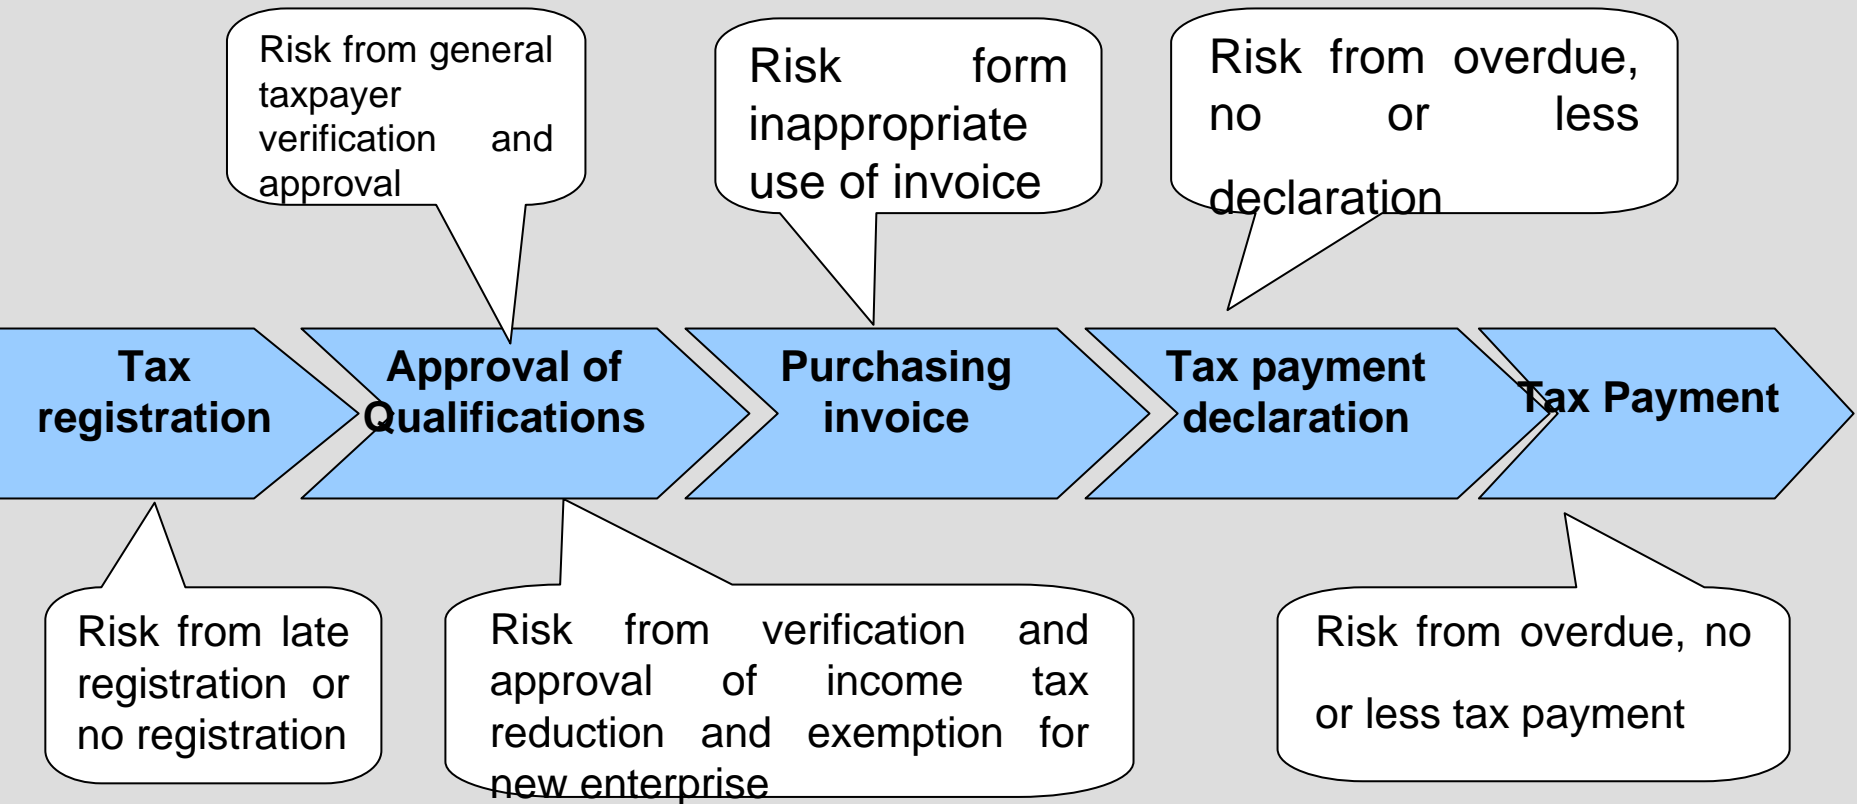 Risk from general
taxpayer
verification and
approval
Risk form
inappropriate
use of invoice
Risk from overdue,
no or less
declaration
Tax
registration
Approval of
Qualifications
Purchasing
invoice
Tax payment
declaration
Tax Payment
Risk from late
registration or
no registration
Risk from verification and
approval of income tax
reduction and exemption for
new enterprise
Risk from overdue, no
or less tax payment